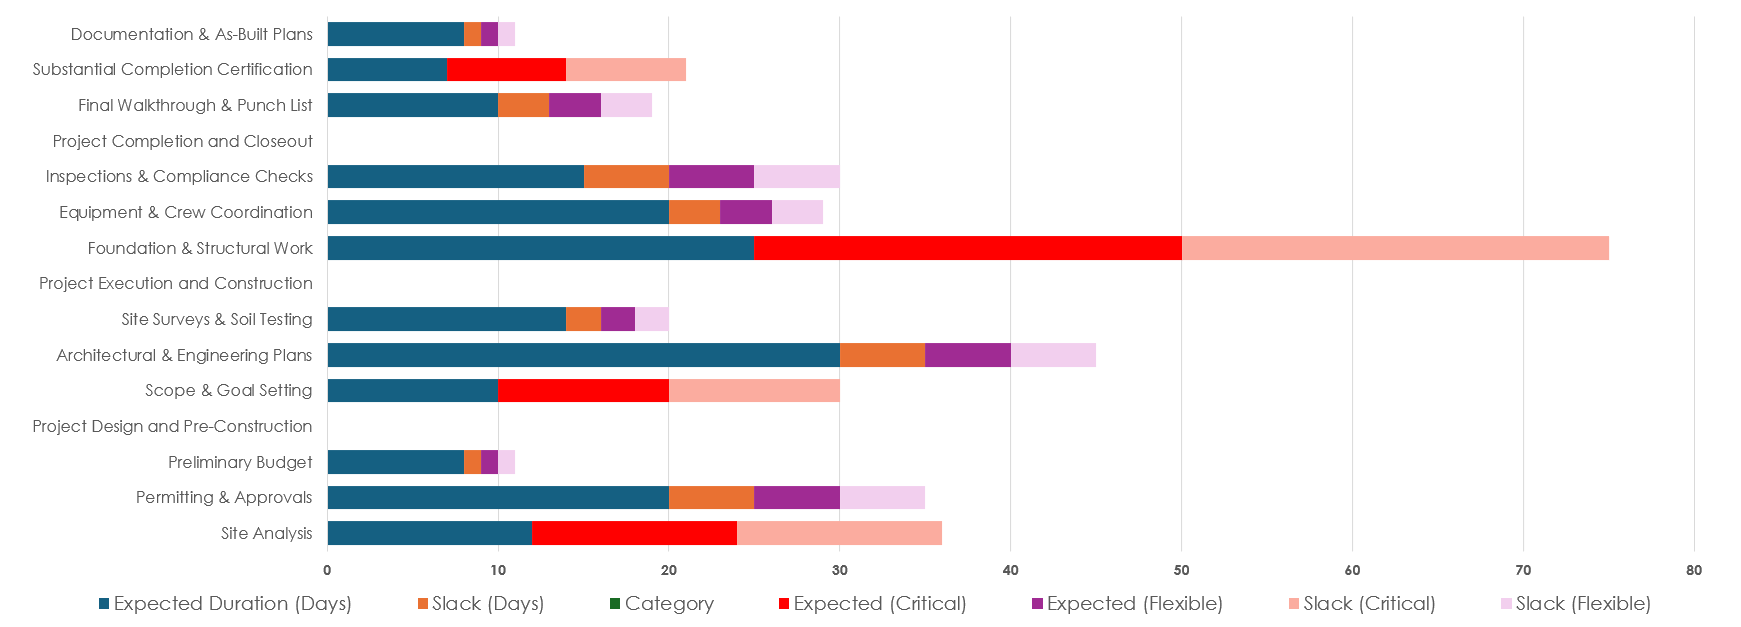 Documentation & As-Built Plans
Substantial Completion Certification
Final Walkthrough & Punch List
Project Completion and Closeout
Inspections & Compliance Checks
Equipment & Crew Coordination
Foundation & Structural Work
Project Execution and Construction
Site Surveys & Soil Testing
Architectural & Engineering Plans
Scope & Goal Setting
Project Design and Pre-Construction
Preliminary Budget
Permitting & Approvals
Site Analysis
0 10 20 30 40 50 60 70 80
Expected Duration (Days) Slack (Days) Category Expected (Critical) Expected (Flexible) Slack (Critical) Slack (Flexible)